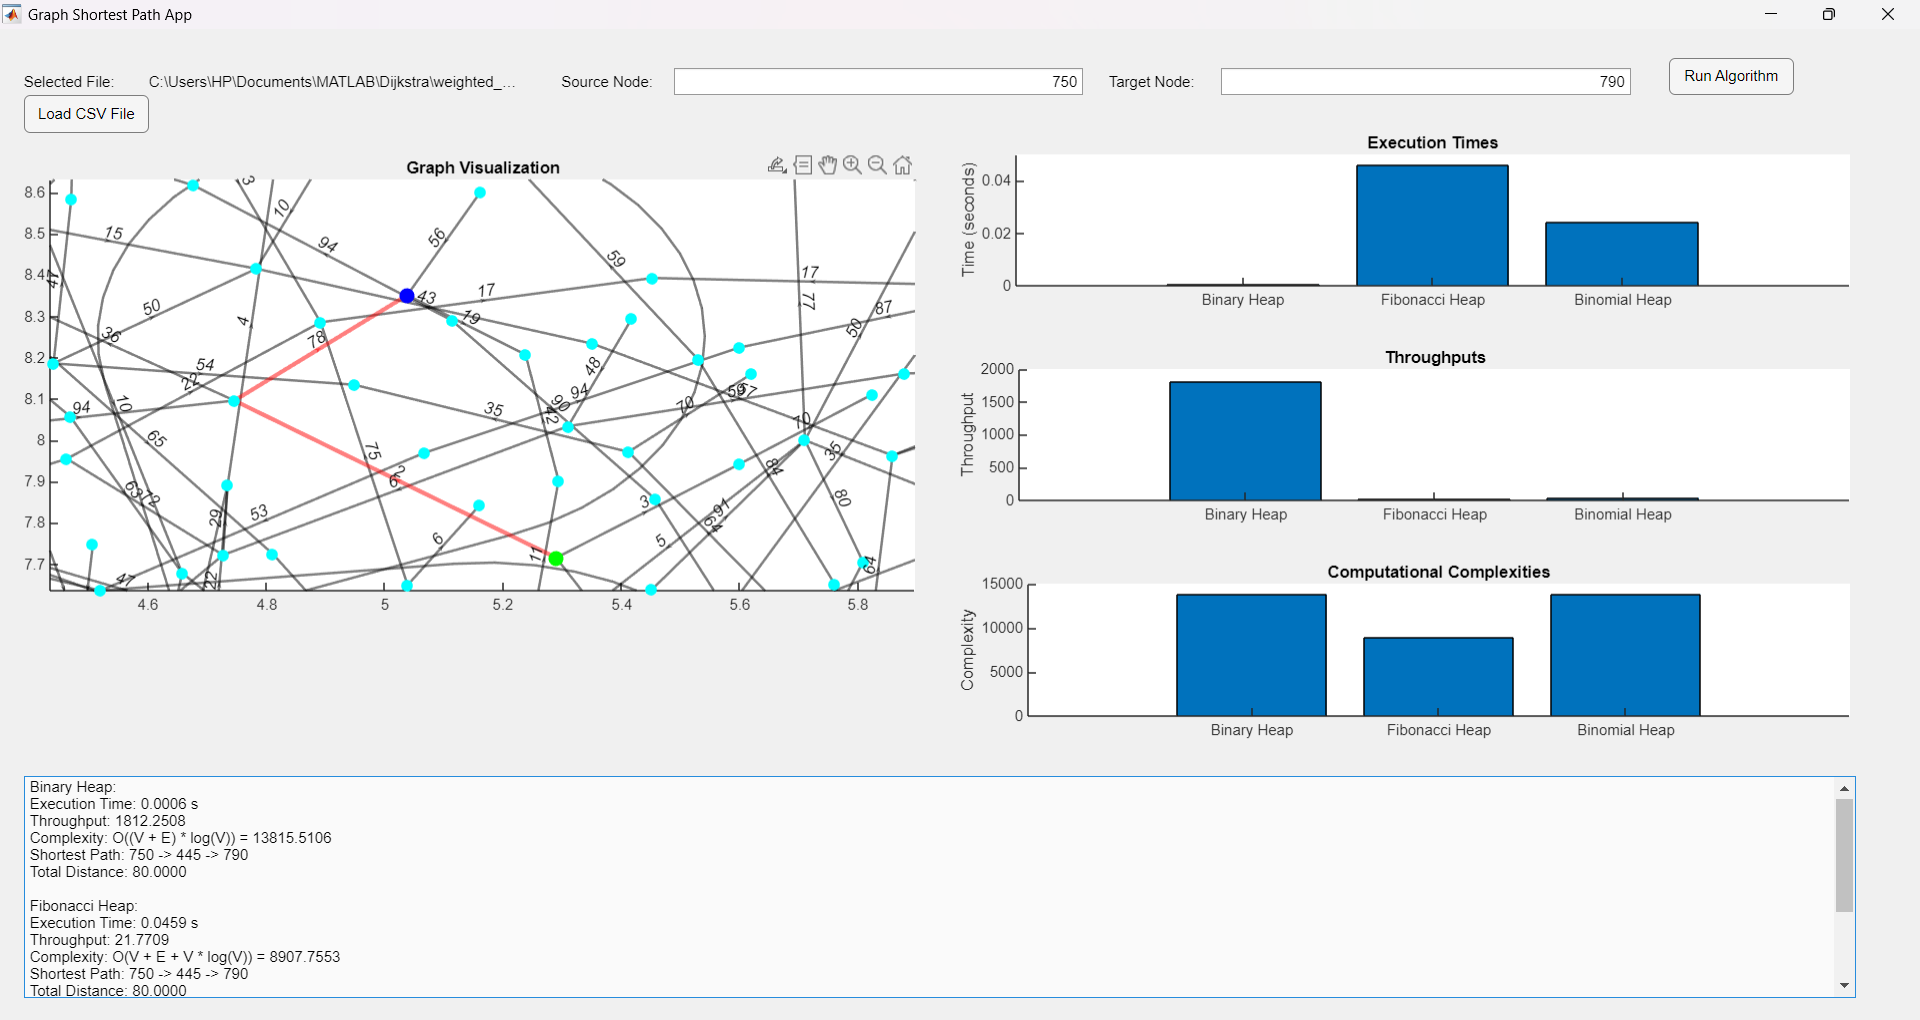 Graph Shortest Path App
Selected File: C:\Users\HP\Documents\MATLAB\Dijkstra\weighted_... Source Node: 750 Target Node: 790 Run Algorithm
Load CSV File
Graph Visualization
8.6
8.5
8.4
8.3
8.2
8.1
8
7.9
7.8
7.7
4.6 4.8 5 5.2 5.4 5.6 5.8
3
10
15
94
56
59
17
77
41
50
4
43
17
19
87
50
36
78
54
22
48
94
10
65
94
35
90
42
70
70
35
75
2
6
84
80
63
72
29
53
3
97
64
6
11
5
64
47
22
Execution Times
Time (seconds)
0.04
0.02
0
Binary Heap Fibonacci Heap Binomial Heap
Throughputs
Throughput
2000
1500
1000
500
0
Binary Heap Fibonacci Heap Binomial Heap
Computational Complexities
Complexity
15000
10000
5000
0
Binary Heap Fibonacci Heap Binomial Heap
Binary Heap:
Execution Time: 0.0006 s
Throughput: 1812.2508
Complexity: O((V + E) * log(V)) = 13815.5106
Shortest Path: 750 -> 445 -> 790
Total Distance: 80.0000
Fibonacci Heap:
Execution Time: 0.0459 s
Throughput: 21.7709
Complexity: O(V + E + V * log(V)) = 8907.7553
Shortest Path: 750 -> 445 -> 790
Total Distance: 80.0000